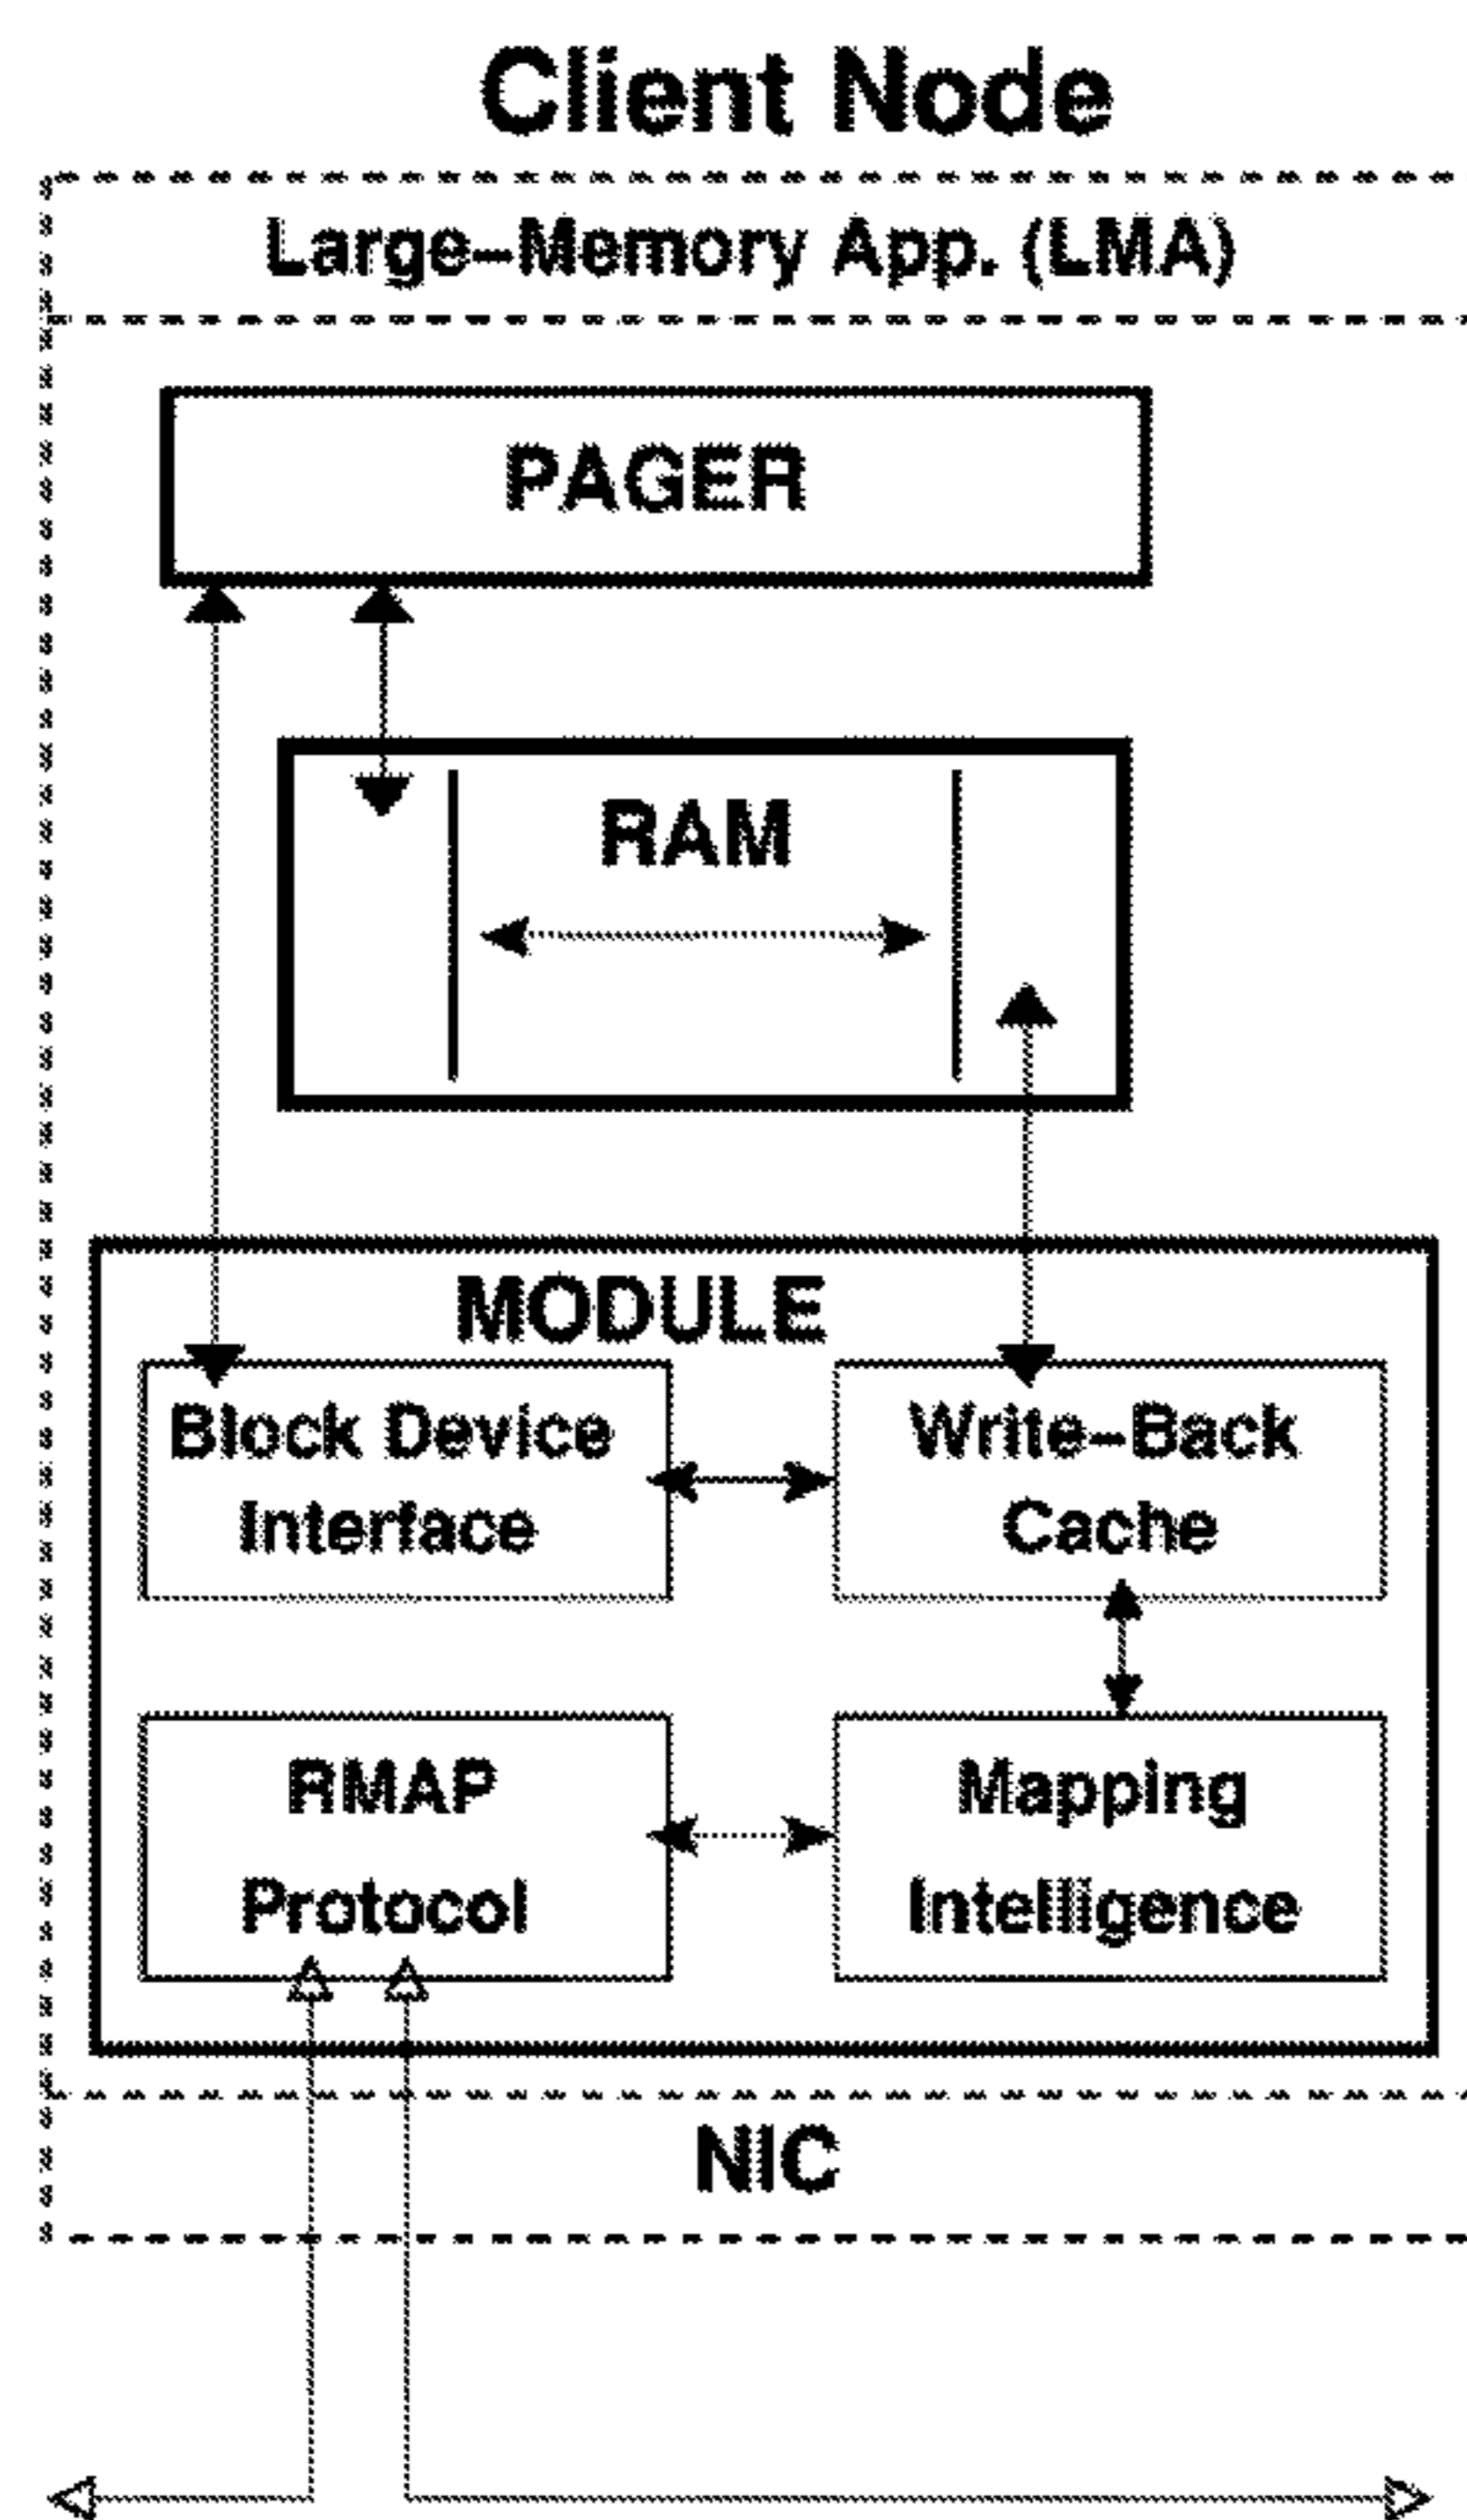 Client Node
Large-Memory App. (LMA)
PAGER
RAM
MODULE
Block Device
Interface
Write-Back
Cache
RMAP
Protocol
Mapping
Intelligence
NIC